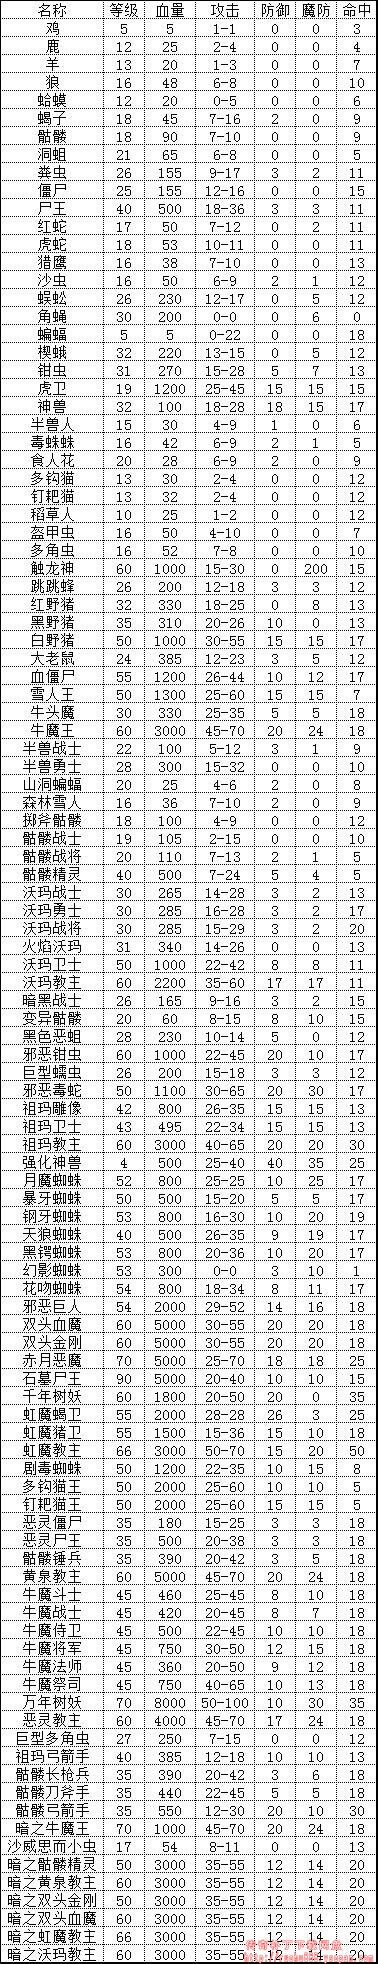 名称 等级 血量 攻击 防御 魔防 命中
鸡 5 5 1-1 0 0 3
鹿 12 25 2-4 0 0 4
羊 13 20 1-3 0 0 7
狼 16 48 6-8 0 0 10
蛤蟆 12 20 0-5 0 0 6
蝎子 18 45 7-16 2 0 9
骷髅 18 90 7-10 0 0 9
洞蛆 21 65 6-8 0 0 5
粪虫 26 155 9-17 3 2 11
僵尸 25 155 12-16 0 0 15
尸王 40 500 18-36 3 3 11
红蛇 17 50 7-12 0 2 11
虎蛇 18 53 10-11 0 0 11
猎鹰 16 38 7-10 0 0 13
沙虫 16 50 6-9 2 1 12
蜈蚣 26 230 12-17 0 5 12
角蝇 30 200 0-0 0 6 0
蝙蝠 5 5 0-22 0 0 18
楔蛾 32 220 13-15 0 5 12
钳虫 31 270 15-28 5 7 13
虎卫 19 1200 25-45 15 15 15
神兽 32 100 18-28 18 15 17
半兽人 15 30 4-9 1 0 6
毒蛛蛛 16 42 6-9 2 1 5
食人花 20 28 6-9 2 0 9
多钩猫 13 30 2-4 0 0 12
钉耙猫 13 32 2-4 0 0 12
稻草人 10 25 1-2 0 0 12
盔甲虫 16 50 4-10 0 0 7
多角虫 16 52 7-8 0 0 10
触龙神 60 1000 15-30 0 200 15
跳跳蜂 26 200 12-18 3 3 12
红野猪 32 330 18-25 0 8 13
黑野猪 35 310 20-26 10 0 13
白野猪 50 1000 30-55 15 15 17
大老鼠 24 385 12-23 3 5 12
血僵尸 55 1200 26-44 10 12 17
雪人王 50 1300 25-60 15 15 7
牛头魔 30 330 25-35 5 5 18
牛魔王 60 3000 45-70 20 24 18
半兽战士 22 100 5-12 3 1 9
半兽勇士 28 300 15-32 0 0 10
山洞蝙蝠 20 25 4-6 2 0 8
森林雪人 16 36 7-10 2 0 9
掷斧骷髅 18 100 4-9 0 0 12
骷髅战士 19 105 2-15 0 0 10
骷髅战将 20 110 7-13 2 1 5
骷髅精灵 40 500 7-24 5 4 5
沃玛战士 30 265 14-28 3 2 13
沃玛勇士 30 285 16-28 3 2 17
沃玛战将 30 285 15-29 3 2 20
火焰沃玛 31 340 14-26 0 0 13
沃玛卫士 50 1000 22-42 8 8 11
沃玛教主 60 2200 35-60 17 17 11
暗黑战士 26 165 9-16 3 2 15
变异骷髅 20 60 8-15 8 10 15
黑色恶蛆 28 230 10-14 5 0 12
邪恶钳虫 60 1000 22-45 20 10 17
巨型蠕虫 26 200 15-18 3 3 12
邪恶毒蛇 50 1100 30-65 20 30 17
祖玛雕像 42 800 26-35 15 15 13
祖玛卫士 43 495 22-34 15 15 13
祖玛教主 60 3000 40-65 20 20 30
强化神兽 4 500 25-40 40 35 25
月魔蜘蛛 52 800 25-25 10 25 17
暴牙蜘蛛 50 500 15-20 5 5 17
钢牙蜘蛛 53 800 16-30 10 20 19
天狼蜘蛛 40 500 26-35 9 19 17
黑锷蜘蛛 53 800 20-36 10 20 17
幻影蜘蛛 53 300 0-0 3 10 1
花吻蜘蛛 54 800 18-34 8 11 17
邪恶巨人 54 2000 29-52 14 16 18
双头血魔 60 5000 30-55 20 20 18
双头金刚 60 5000 30-55 20 20 18
赤月恶魔 70 5000 25-70 18 18 25
石墓尸王 90 5000 20-40 10 10 15
千年树妖 60 1800 20-50 20 0 35
虹魔蝎卫 55 2000 28-28 26 3 25
虹魔猪卫 55 1500 15-36 15 10 18
虹魔教主 66 3000 50-70 15 20 50
剧毒蜘蛛 50 1200 22-35 10 15 8
多钩猫王 50 2000 25-60 10 10 5
钉耙猫王 50 2000 25-60 15 15 5
恶灵僵尸 35 180 15-25 3 3 18
恶灵尸王 35 500 20-38 3 3 18
骷髅锤兵 35 390 20-42 3 5 18
黄泉教主 60 5000 45-70 20 24 18
牛魔斗士 45 460 25-45 8 10 18
牛魔战士 45 420 20-45 8 7 18
牛魔侍卫 45 500 22-45 10 10 18
牛魔将军 45 750 30-50 12 15 18
牛魔法师 45 360 20-50 9 12 18
牛魔祭司 45 750 40-65 10 13 18
万年树妖 70 8000 50-100 10 30 35
恶灵教主 60 4000 45-70 17 24 18
巨型多角虫 27 250 7-15 0 0 12
祖玛弓箭手 40 385 12-18 10 10 13
骷髅长枪兵 35 390 20-42 3 6 18
骷髅刀斧手 35 440 22-45 5 5 18
骷髅弓箭手 35 550 12-30 20 10 30
暗之牛魔王 70 1000 45-70 20 24 18
沙威思而小虫 17 54 8-11 0 0 13
暗之骷髅精灵 50 3000 35-55 12 14 20
暗之黄泉教主 60 3000 35-55 12 14 20
暗之双头金刚 50 3000 35-55 12 14 20
暗之双头血魔 60 3000 35-55 12 14 20
暗之虹魔教主 66 3000 35-55 12 14 20
暗之沃玛教主 60 3000 35-55 12 14 20